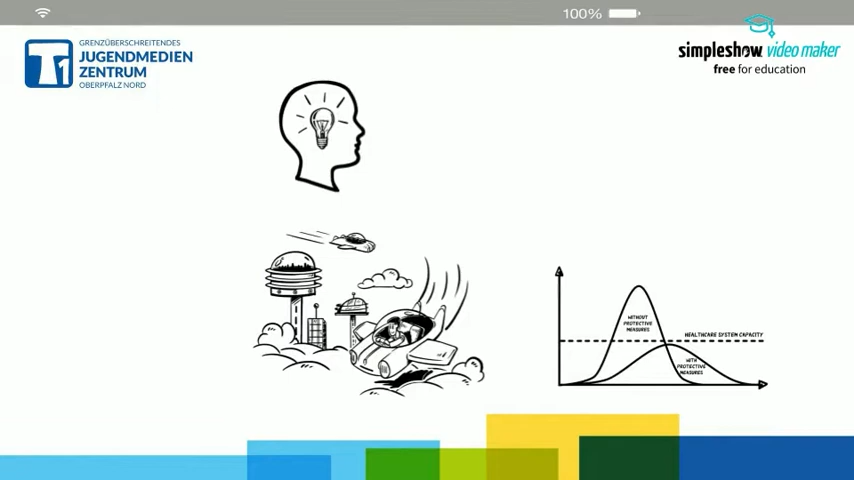 100%
T1
GRENZÜBERSCHREITENDES
JUGENDMEDIEN
ZENTRUM
OBERPFALZ NORD
simpleshow video maker
free for education
WITHOUT
PROTECTIVE
MEASURES
HEALTHCARE SYSTEM CAPACITY
WITH
PROTECTIVE
MEASURES